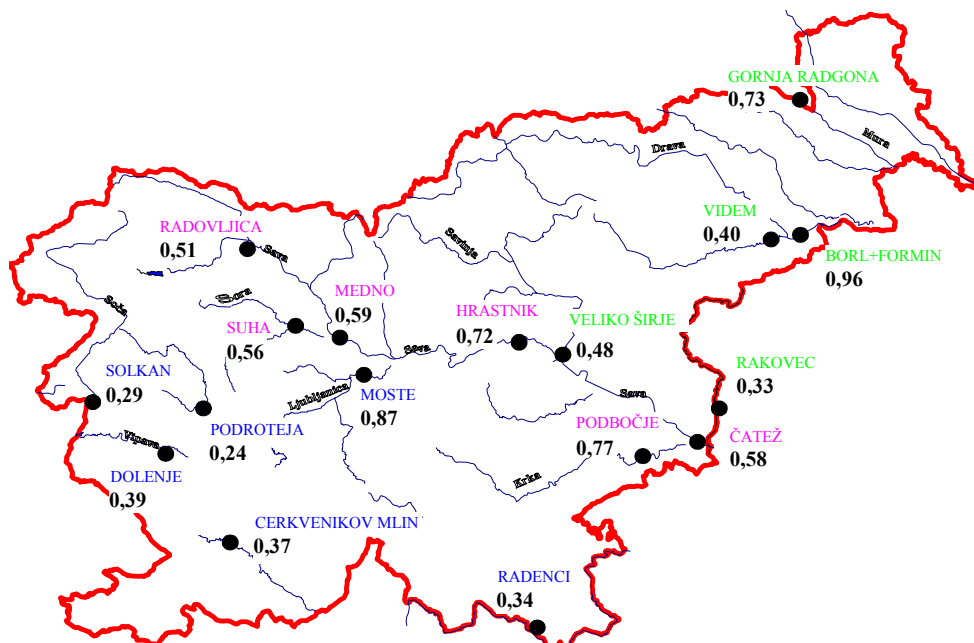 GORNJA RADGONA
0,73
Mura
Drava
VIDEM
0,40
BORL+FORMIN
0,96
RADOVLJICA
0,51
Sava
Savinja
Sora
MEDNO
0,59
Soča
SUHA
0,56
HRASTNIK
0,72
VELIKO ŠIRJE
0,48
Sava
SOLKAN
0,29
Ljubljanica
MOSTE
0,87
Sava
RAKOVEC
0,33
PODROTEJA
0,24
PODBOČJE
0,77
ČATEŽ
0,58
Vipava
DOLENJE
0,39
Krka
CERKVENIKOV MLIN
0,37
RADENCI
0,34